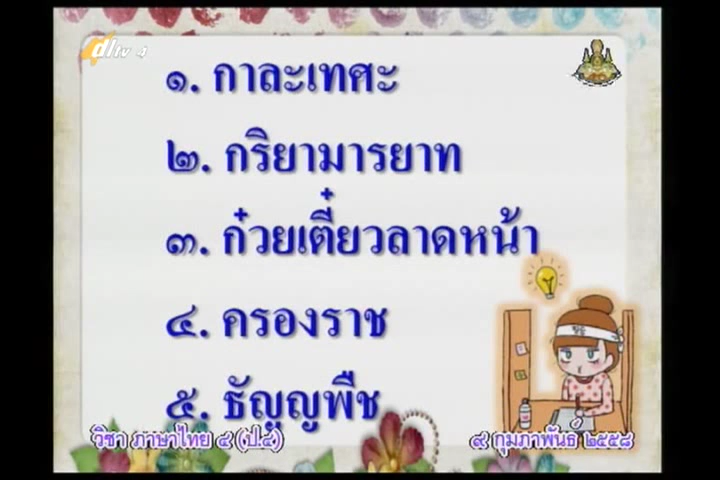 dltv 4
๑. กาละเทศะ
๒. กริยามารยาท
๓. ก๋วยเตี๋ยวลาดหน้า
๔. ครองราช
๕. ธัญญพืช
วิชา ภาษาไทย ๔ (ป.๔)
๙ กุมภาพันธ ๒๕๕๘